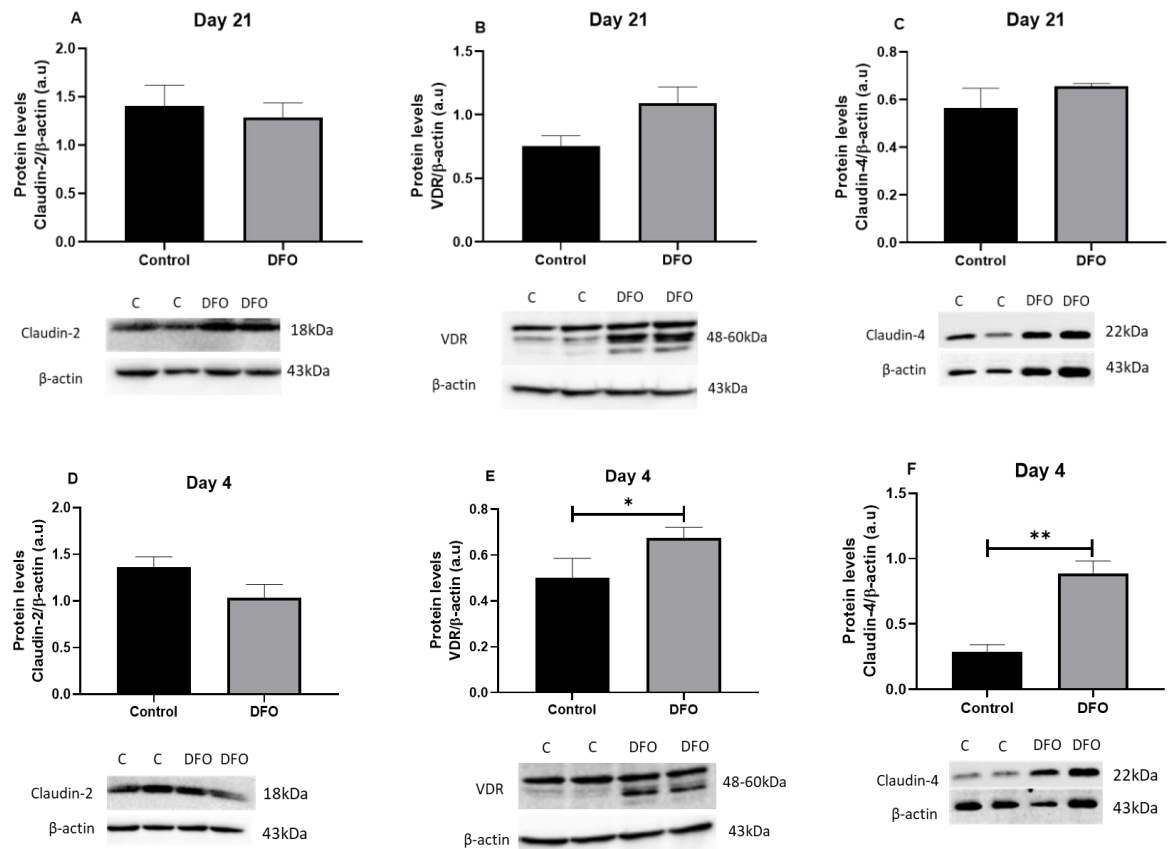 A
Day 21
Protein levels
Claudin-2/β-actin (a.u)
2.0
1.5
1.0
0.5
0.0
Control
DFO
C C DFO DFO
Claudin-2
18kDa
β-actin
43kDa
B
Day 21
Protein levels
VDR/β-actin (a.u)
1.5
1.0
0.5
0.0
Control
DFO
C C DFO DFO
VDR
48-60kDa
β-actin
43kDa
C
Day 21
Protein levels
Claudin-4/β-actin (a.u)
0.8
0.6
0.4
0.2
0.0
Control
DFO
C C DFO DFO
Claudin-4
22kDa
β-actin
43kDa
D
Day 4
Protein levels
Claudin-2/β-actin (a.u)
2.0
1.5
1.0
0.5
0.0
Control
DFO
C C DFO DFO
Claudin-2
18kDa
β-actin
43kDa
E
Day 4
Protein levels
VDR/β-actin (a.u)
0.8
0.6
0.4
0.2
0.0
*
Control
DFO
C C DFO DFO
VDR
48-60kDa
β-actin
43kDa
F
Day 4
Protein levels
Claudin-4/β-actin (a.u)
1.5
1.0
0.5
0.0
**
Control
DFO
C C DFO DFO
Claudin-4
22kDa
β-actin
43kDa